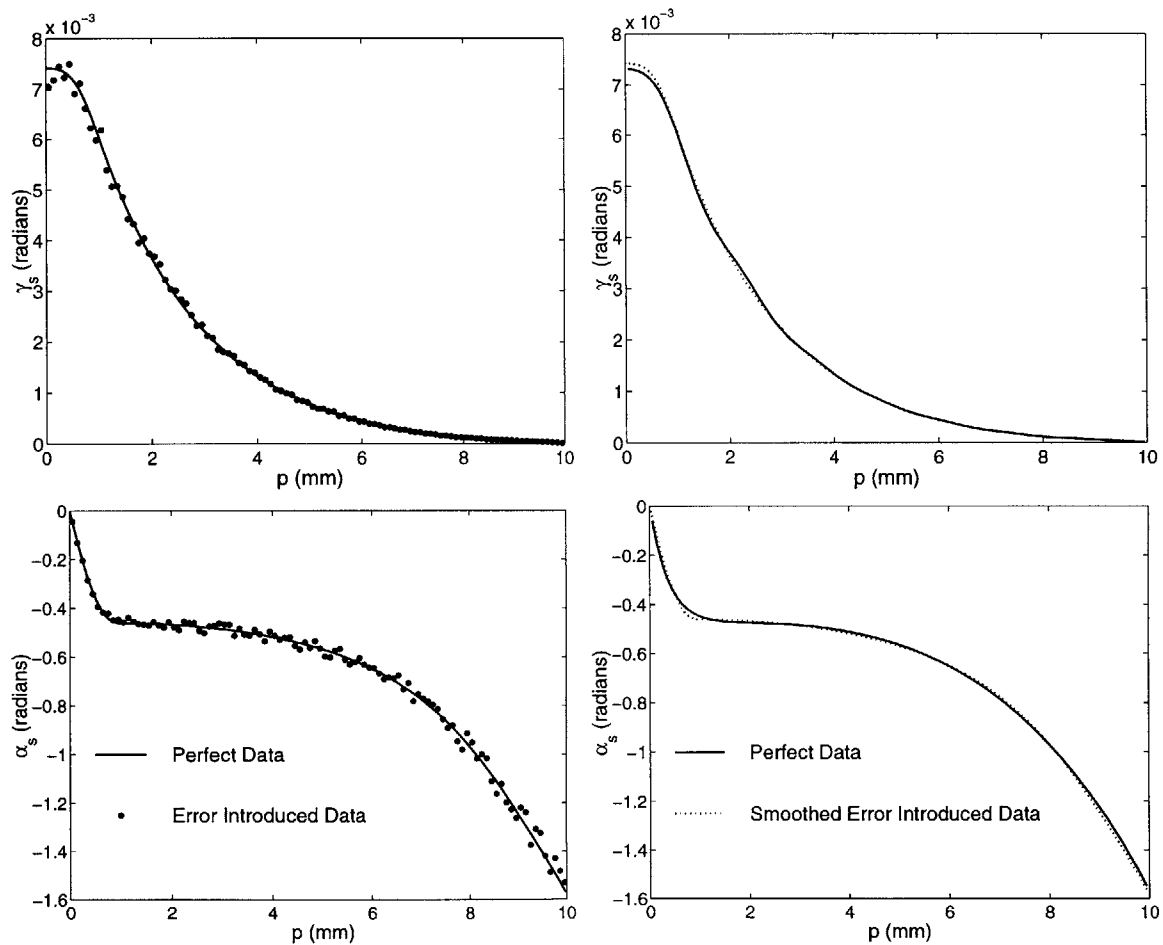 x 10⁻³
8
7
6
5
4
3
2
1
0
0 2 4 6 8 10
γₛ (radians)
p (mm)
x 10⁻³
8
7
6
5
4
3
2
1
0
0 2 4 6 8 10
γₛ (radians)
p (mm)
0
−0.2
−0.4
−0.6
−0.8
−1
−1.2
−1.4
−1.6
0 2 4 6 8 10
αₛ (radians)
p (mm)
Perfect Data
Error Introduced Data
0
−0.2
−0.4
−0.6
−0.8
−1
−1.2
−1.4
−1.6
0 2 4 6 8 10
αₛ (radians)
p (mm)
Perfect Data
Smoothed Error Introduced Data